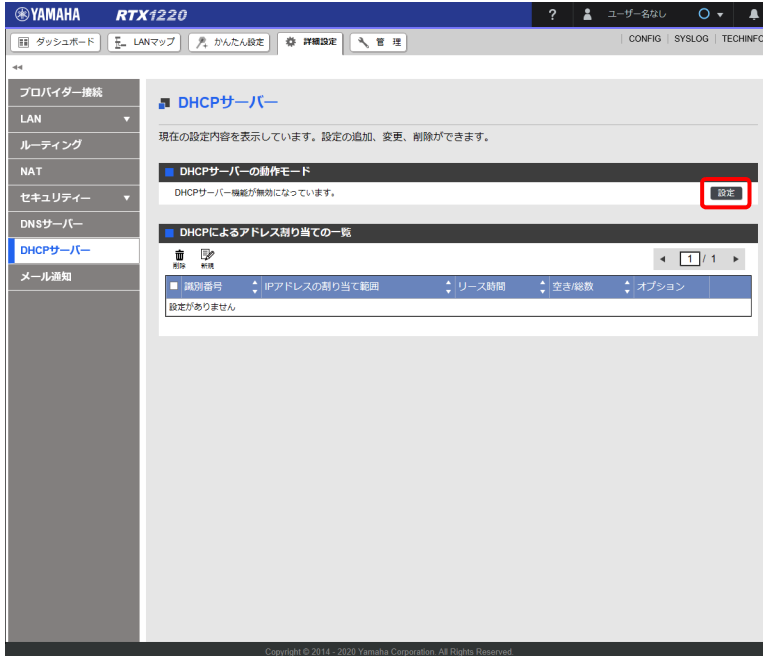 YAMAHA RTX1220 ? ユーザー名なし
ダッシュボード LANマップ かんたん設定 詳細設定 管 理 CONFIG SYSLOG TECHINFO
プロバイダー接続
LAN
ルーティング
NAT
セキュリティー
DNSサーバー
DHCPサーバー
メール通知
DHCPサーバー
現在の設定内容を表示しています。設定の追加、変更、削除ができます。
DHCPサーバーの動作モード
DHCPサーバー機能が無効になっています。 設定
DHCPによるアドレス割り当ての一覧
削除 新規 1 / 1
識別番号 IPアドレスの割り当て範囲 リース時間 空き/総数 オプション
設定がありません
Copyright © 2014 - 2020 Yamaha Corporation. All Rights Reserved.